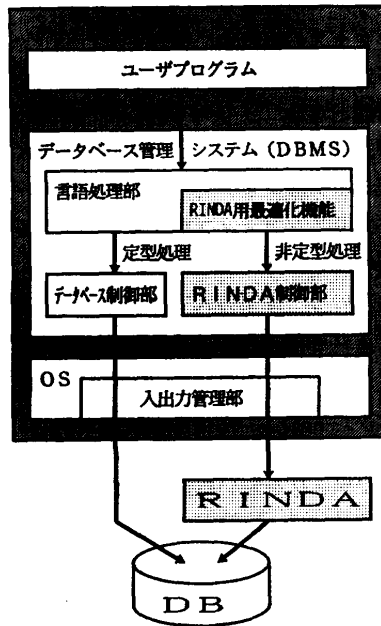 ユーザプログラム
データベース管理システム(DBMS)
言語処理部
RINDA用最適化機能
定型処理
非定型処理
データベース制御部
RINDA制御部
OS
入出力管理部
RINDA
DB